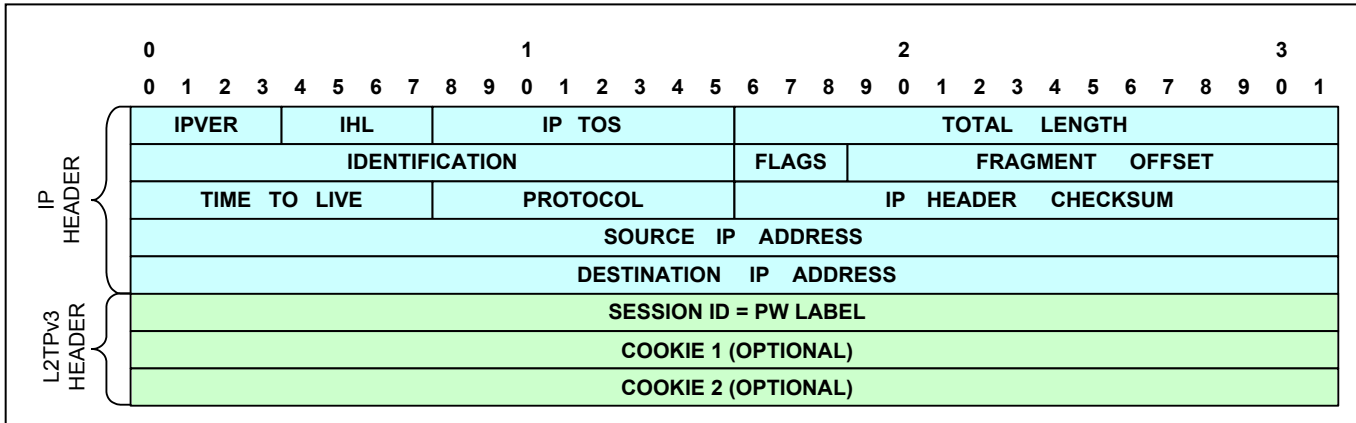 0 1 2 3
0 1 2 3 4 5 6 7 8 9 0 1 2 3 4 5 6 7 8 9 0 1 2 3 4 5 6 7 8 9 0 1
IP HEADER
IPVER IHL IP TOS TOTAL LENGTH
IDENTIFICATION FLAGS FRAGMENT OFFSET
TIME TO LIVE PROTOCOL IP HEADER CHECKSUM
SOURCE IP ADDRESS
DESTINATION IP ADDRESS
L2TPv3 HEADER
SESSION ID = PW LABEL
COOKIE 1 (OPTIONAL)
COOKIE 2 (OPTIONAL)